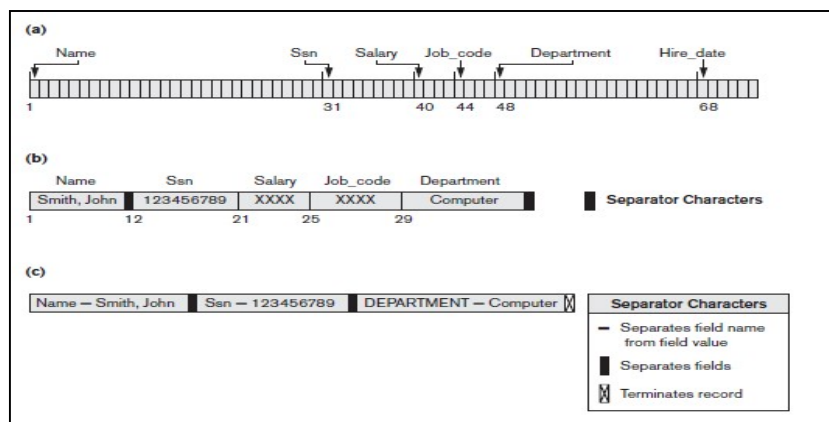 (a)
Name Ssn Salary Job_code Department Hire_date
1 31 40 44 48 68
(b)
Name Ssn Salary Job_code Department
Smith, John 123456789 XXXX XXXX Computer Separator Characters
1 12 21 25 29
(c)
Name – Smith, John Ssn – 123456789 DEPARTMENT – Computer
Separator Characters
– Separates field name
from field value
Separates fields
Terminates record